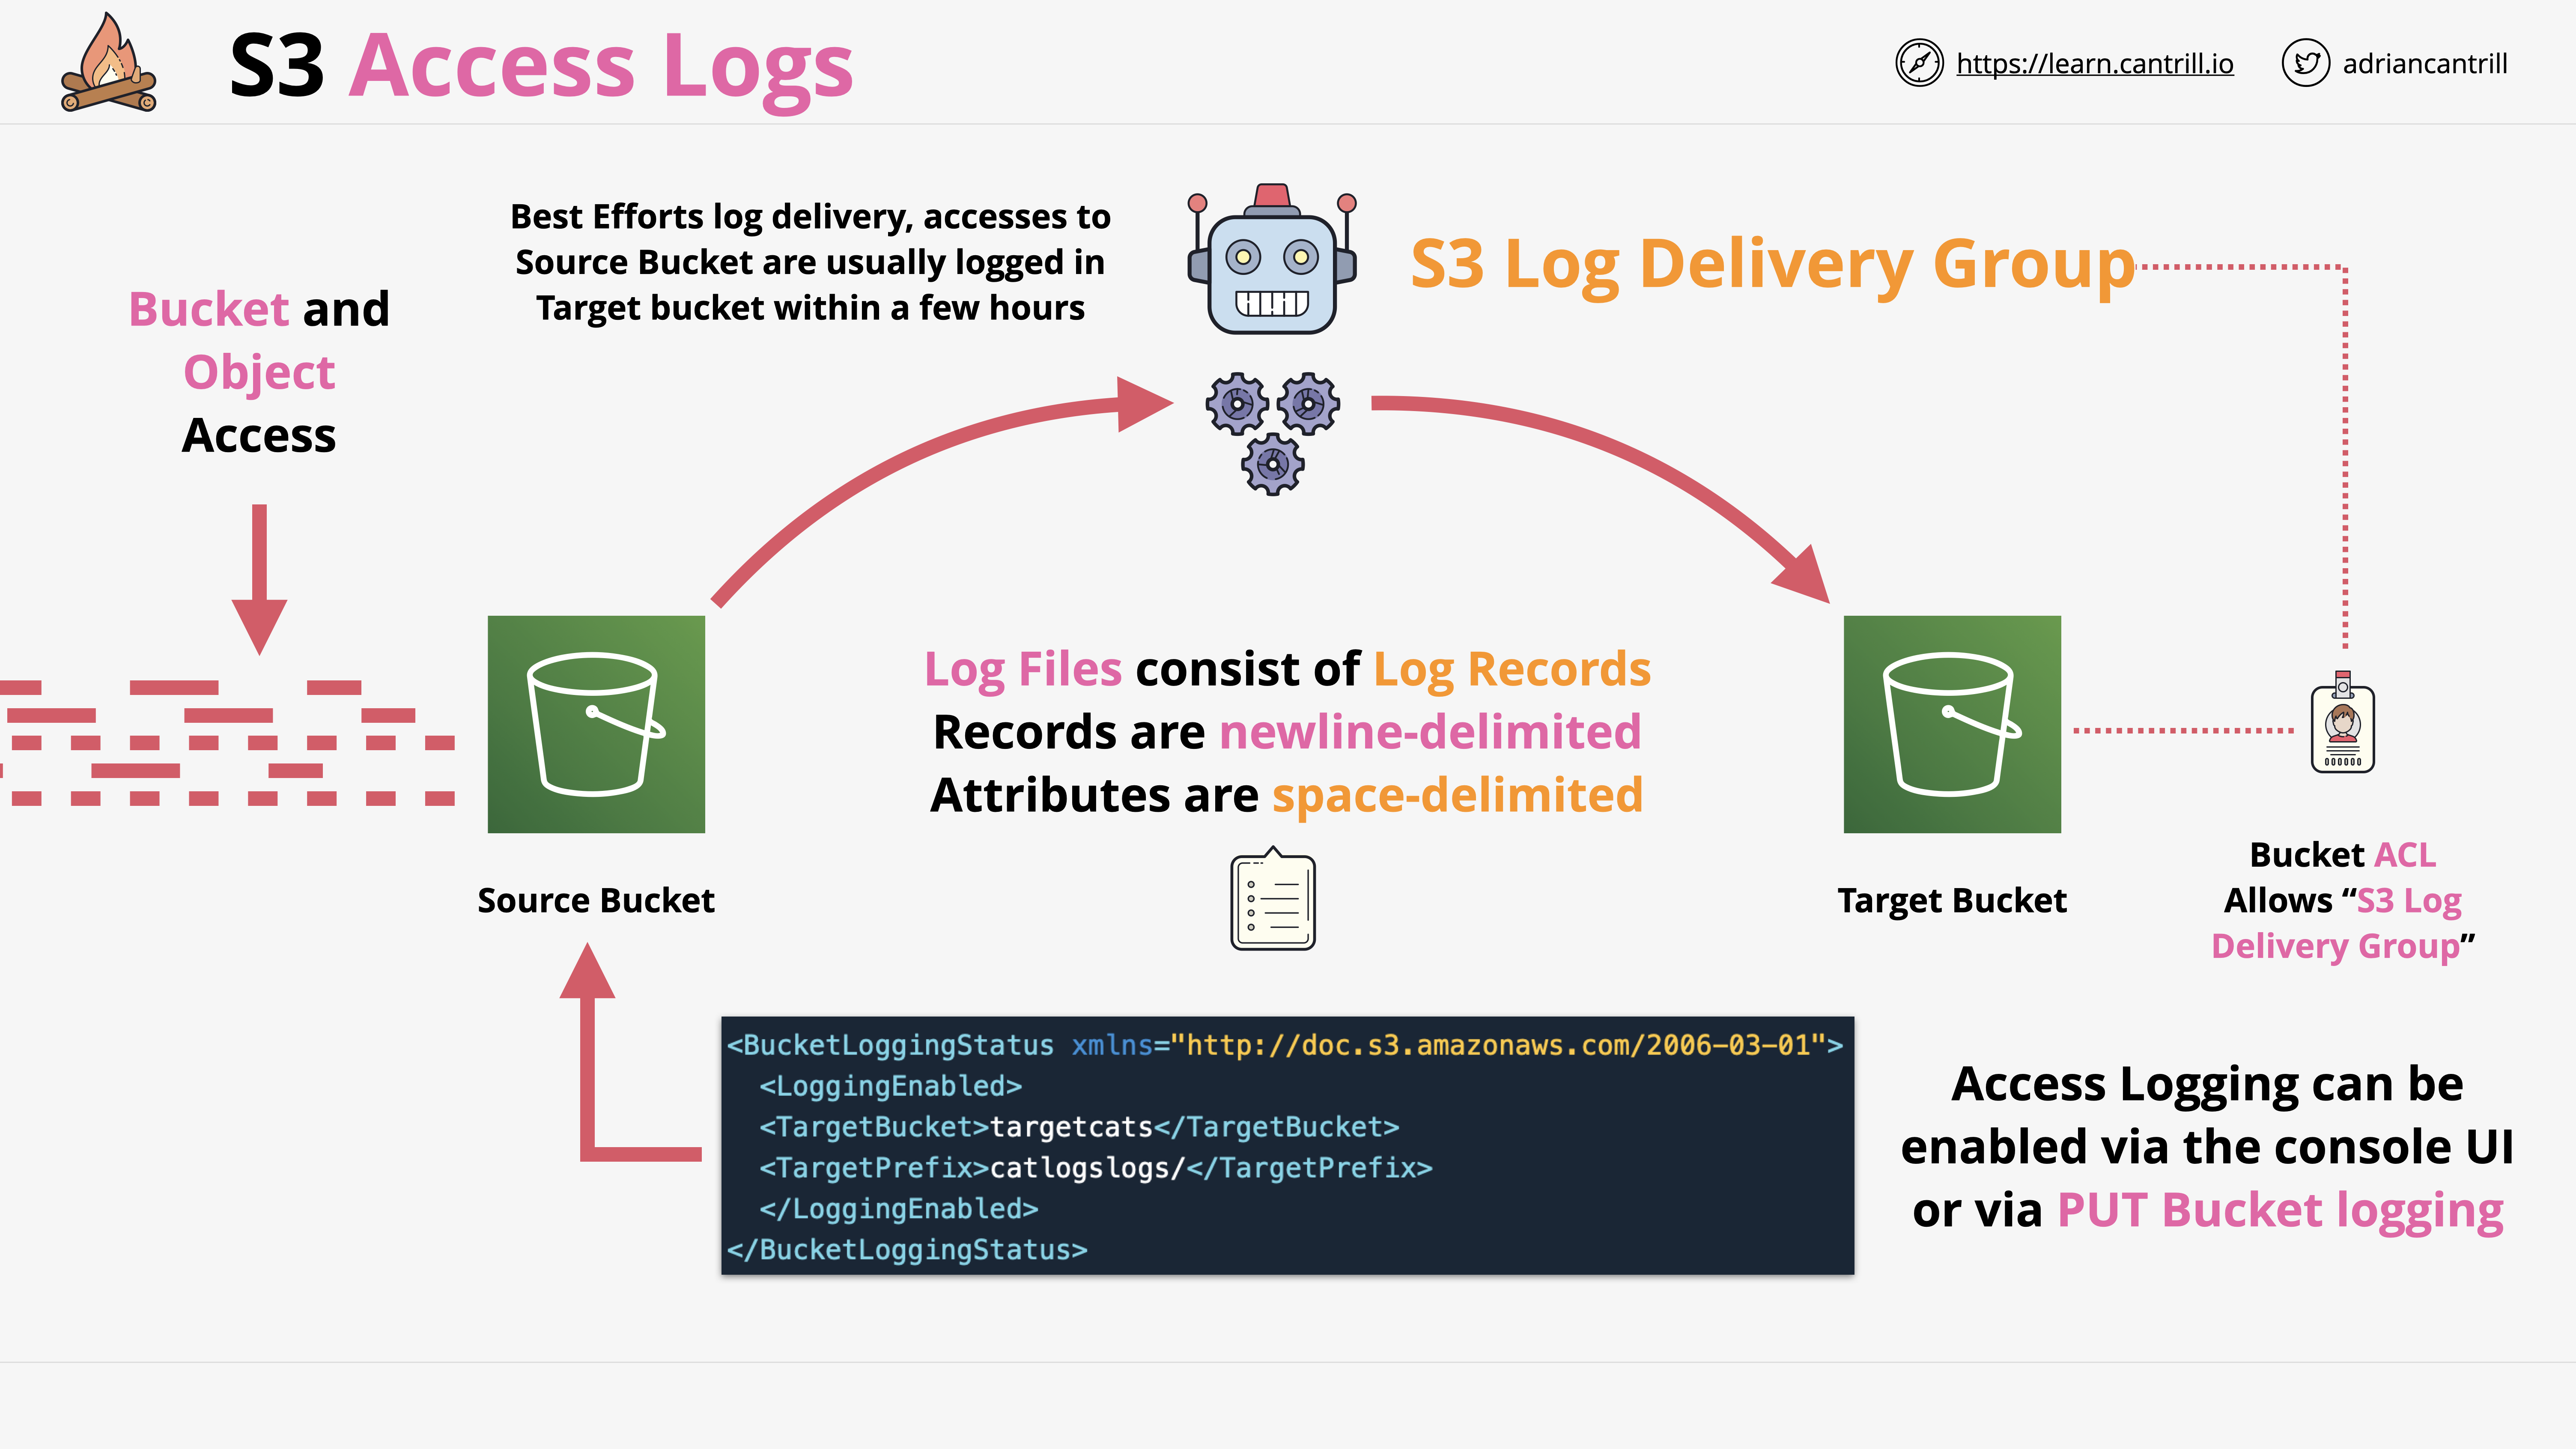 S3 Access Logs
https://learn.cantrill.io
adriancantrill
Best Efforts log delivery, accesses to
Source Bucket are usually logged in
Target bucket within a few hours
S3 Log Delivery Group
Bucket and
Object
Access
Log Files consist of Log Records
Records are newline-delimited
Attributes are space-delimited
Source Bucket
Target Bucket
Bucket ACL
Allows “S3 Log
Delivery Group”
<BucketLoggingStatus xmlns="http://doc.s3.amazonaws.com/2006-03-01">
<LoggingEnabled>
<TargetBucket>targetcats</TargetBucket>
<TargetPrefix>catlogslogs/</TargetPrefix>
</LoggingEnabled>
</BucketLoggingStatus>
Access Logging can be
enabled via the console UI
or via PUT Bucket logging